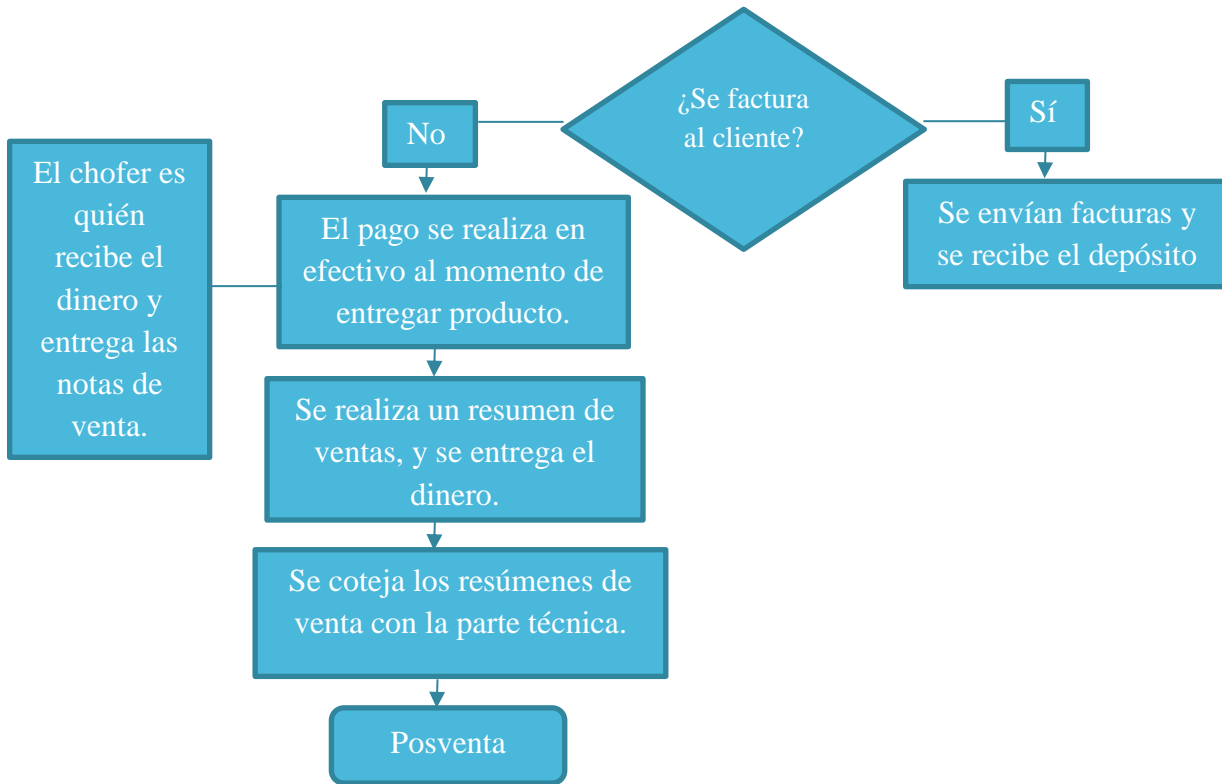 ¿Se factura
al cliente?
No
Sí
El chofer es
quién
recibe el
dinero y
entrega las
notas de
venta.
El pago se realiza en
efectivo al momento de
entregar producto.
Se envían facturas y
se recibe el depósito
Se realiza un resumen de
ventas, y se entrega el
dinero.
Se coteja los resúmenes de
venta con la parte técnica.
Posventa